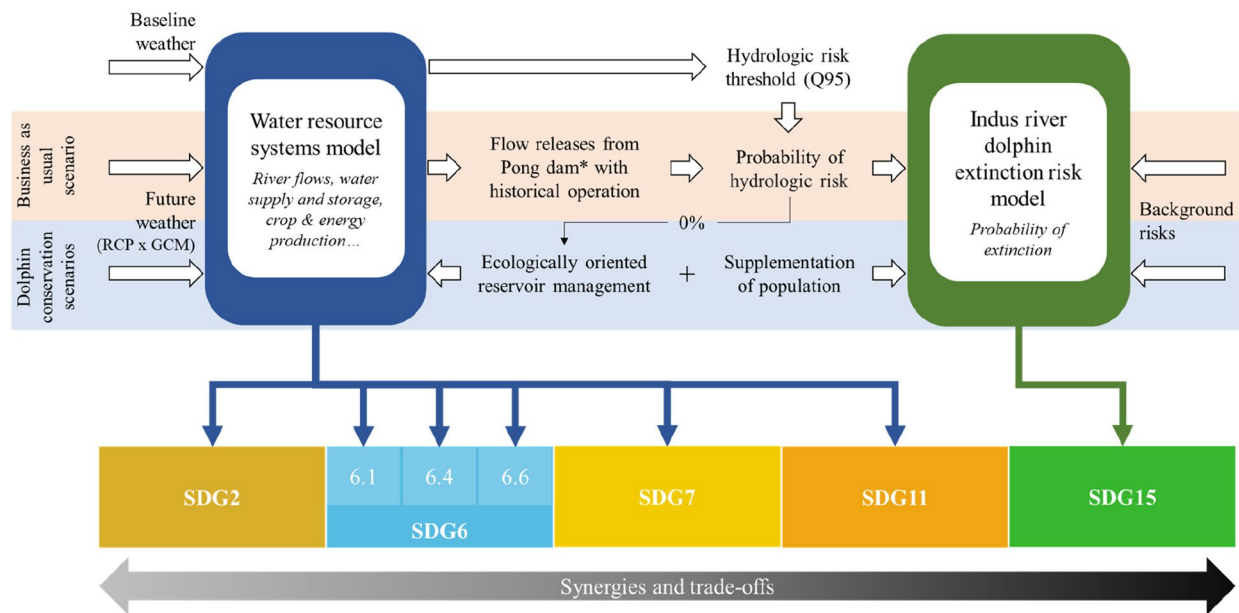 Baseline
weather
Hydrologic risk
threshold (Q95)
Business as
usual
scenario
Water resource
systems model
River flows, water
supply and storage,
crop & energy
production…
Flow releases from
Pong dam* with
historical operation
Probability of
hydrologic risk
Indus river
dolphin
extinction risk
model
Probability of
extinction
Future
weather
(RCP x GCM)
0%
Background
risks
Dolphin
conservation
scenarios
Ecologically oriented
reservoir management
+
Supplementation
of population
SDG2
6.1
6.4
6.6
SDG6
SDG7
SDG11
SDG15
Synergies and trade-offs